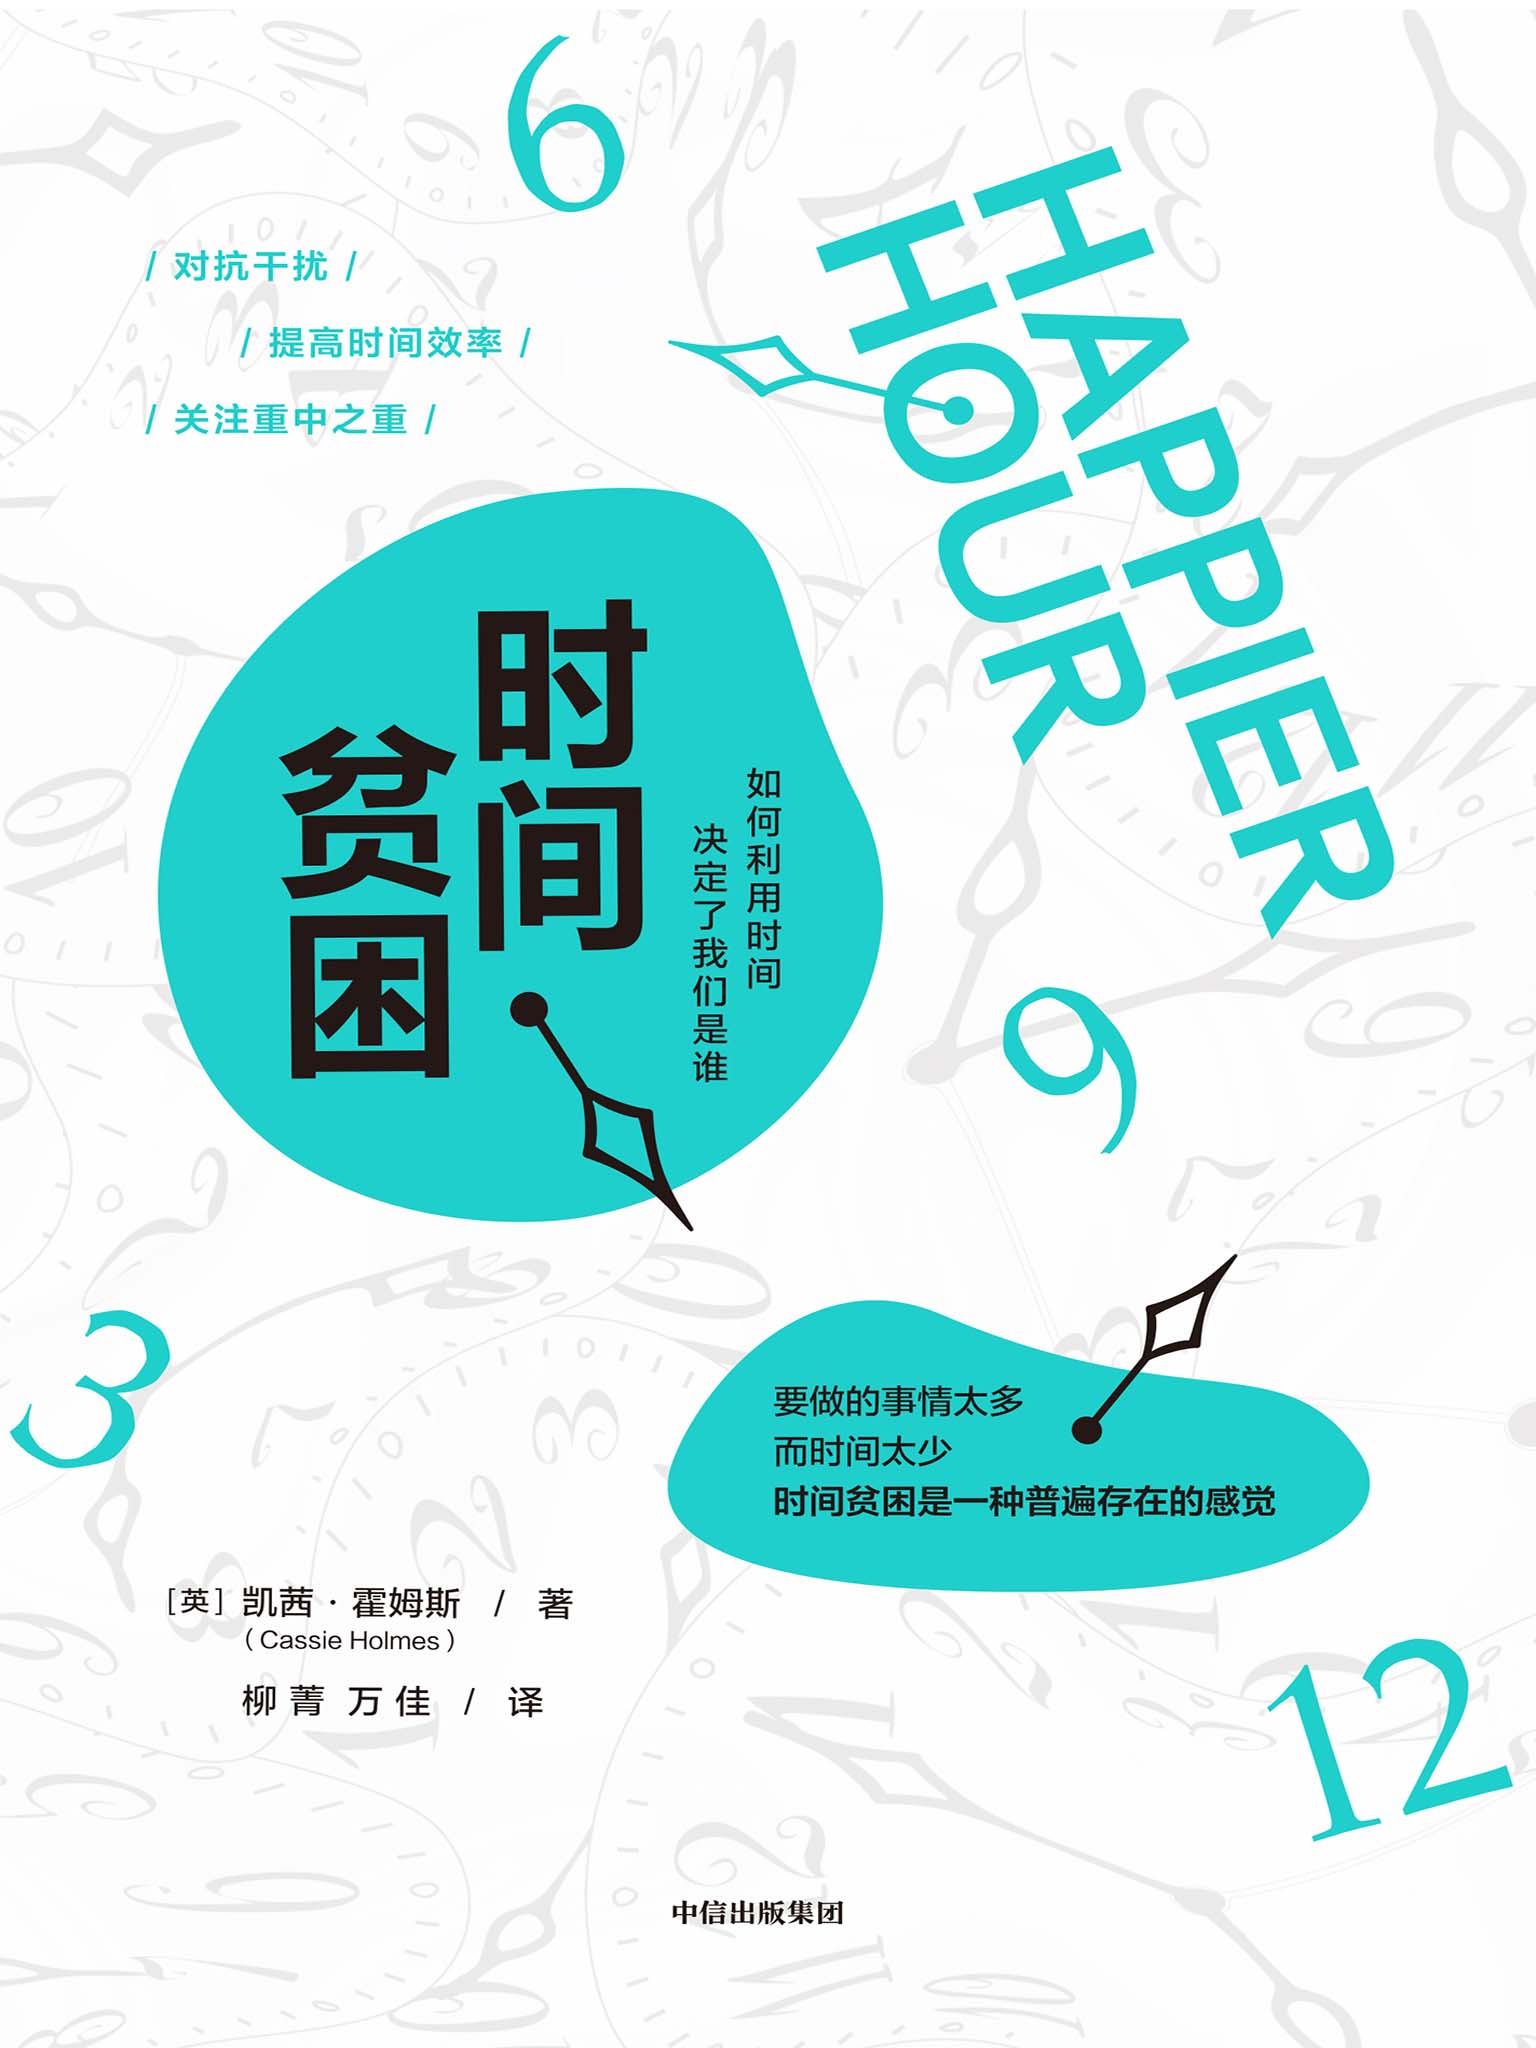 6
/ 对抗干扰 /
/ 提高时间效率 /
/ 关注重中之重 /
HAPPIER
HOUR
时间
贫困
如何利用时间
决定了我们是谁
9
3
要做的事情太多
而时间太少
时间贫困是一种普遍存在的感觉
[英] 凯茜·霍姆斯 / 著
(Cassie Holmes)
柳菁 万佳 / 译
12
中信出版集团